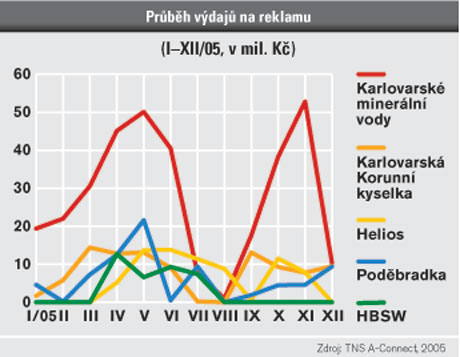 Průběh výdajů na reklamu
(I–XII/05, v mil. Kč)
60
50
40
30
20
10
0
I/05 II III IV V VI VII VIII IX X XI XII
Karlovarské
minerální
vody
Karlovarská
Korunní
kyselka
Helios
Poděbradka
HBSW
Zdroj: TNS A-Connect, 2005